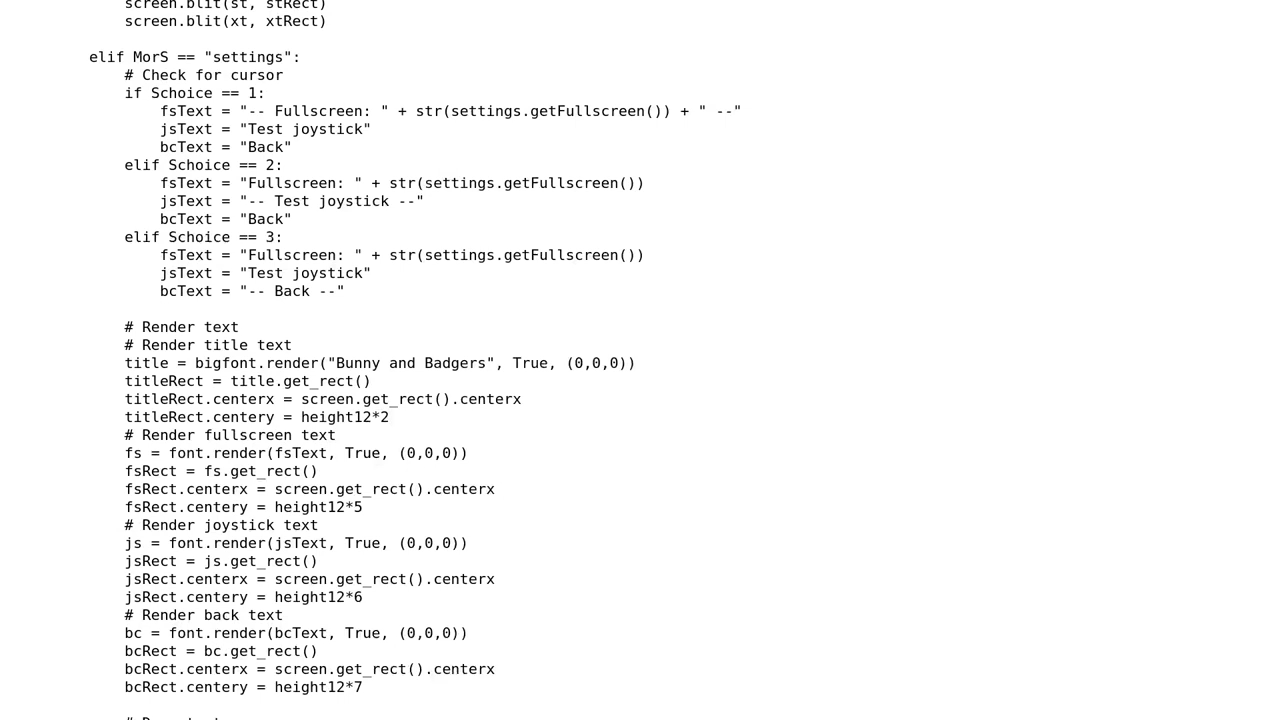 screen.blit(st, stRect)
screen.blit(xt, xtRect)

elif MorS == "settings":
    # Check for cursor
    if Schoice == 1:
        fsText = "-- Fullscreen: " + str(settings.getFullscreen()) + " --"
        jsText = "Test joystick"
        bcText = "Back"
    elif Schoice == 2:
        fsText = "Fullscreen: " + str(settings.getFullscreen())
        jsText = "-- Test joystick --"
        bcText = "Back"
    elif Schoice == 3:
        fsText = "Fullscreen: " + str(settings.getFullscreen())
        jsText = "Test joystick"
        bcText = "-- Back --"

    # Render text
    # Render title text
    title = bigfont.render("Bunny and Badgers", True, (0,0,0))
    titleRect = title.get_rect()
    titleRect.centerx = screen.get_rect().centerx
    titleRect.centery = height12*2
    # Render fullscreen text
    fs = font.render(fsText, True, (0,0,0))
    fsRect = fs.get_rect()
    fsRect.centerx = screen.get_rect().centerx
    fsRect.centery = height12*5
    # Render joystick text
    js = font.render(jsText, True, (0,0,0))
    jsRect = js.get_rect()
    jsRect.centerx = screen.get_rect().centerx
    jsRect.centery = height12*6
    # Render back text
    bc = font.render(bcText, True, (0,0,0))
    bcRect = bc.get_rect()
    bcRect.centerx = screen.get_rect().centerx
    bcRect.centery = height12*7